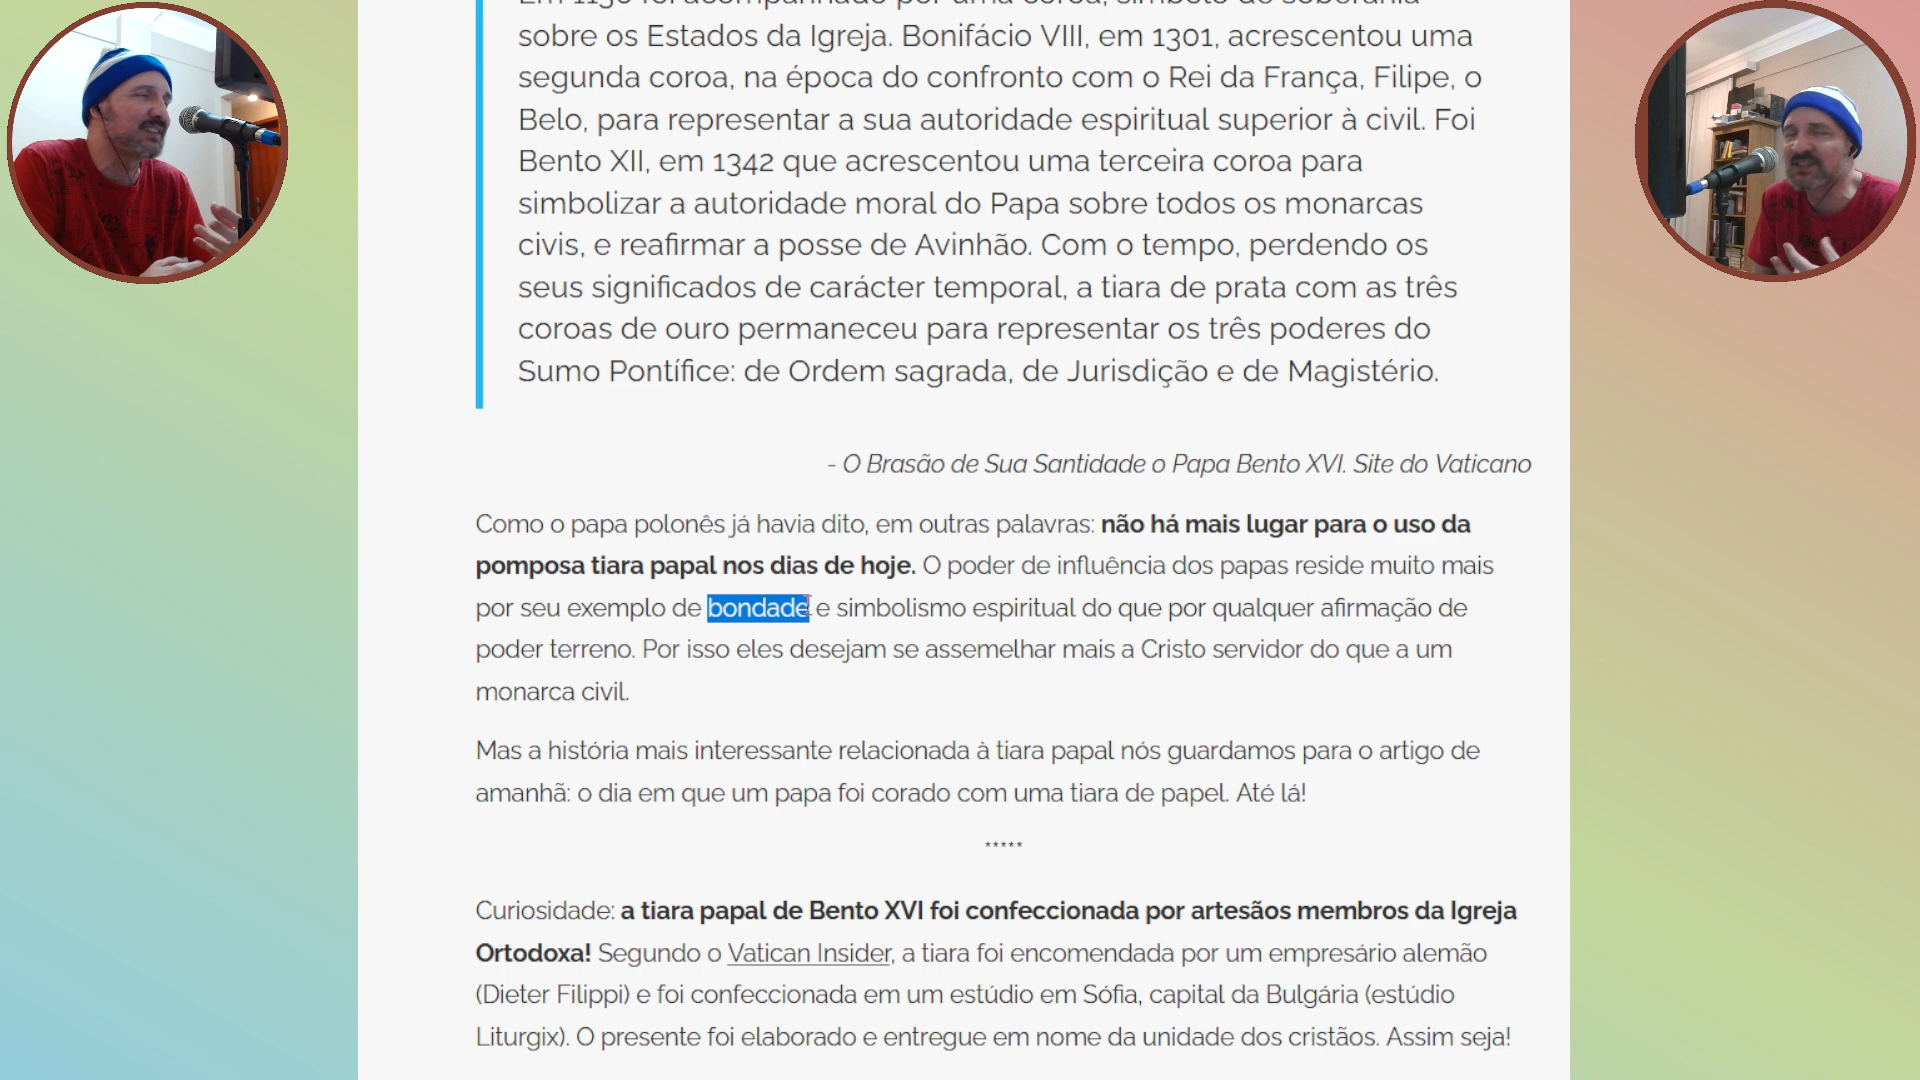 sobre os Estados da Igreja. Bonifácio VIII, em 1301, acrescentou uma
segunda coroa, na época do confronto com o Rei da França, Filipe, o
Belo, para representar a sua autoridade espiritual superior à civil. Foi
Bento XII, em 1342 que acrescentou uma terceira coroa para
simbolizar a autoridade moral do Papa sobre todos os monarcas
civis, e reafirmar a posse de Avinhão. Com o tempo, perdendo os
seus significados de carácter temporal, a tiara de prata com as três
coroas de ouro permaneceu para representar os três poderes do
Sumo Pontífice: de Ordem sagrada, de Jurisdição e de Magistério.
- O Brasão de Sua Santidade o Papa Bento XVI. Site do Vaticano
Como o papa polonês já havia dito, em outras palavras: não há mais lugar para o uso da
pomposa tiara papal nos dias de hoje. O poder de influência dos papas reside muito mais
por seu exemplo de bondade e simbolismo espiritual do que por qualquer afirmação de
poder terreno. Por isso eles desejam se assemelhar mais a Cristo servidor do que a um
monarca civil.
Mas a história mais interessante relacionada à tiara papal nós guardamos para o artigo de
amanhã: o dia em que um papa foi corado com uma tiara de papel. Até lá!
*****
Curiosidade: a tiara papal de Bento XVI foi confeccionada por artesãos membros da Igreja
Ortodoxa! Segundo o Vatican Insider, a tiara foi encomendada por um empresário alemão
(Dieter Filippi) e foi confeccionada em um estúdio em Sófia, capital da Bulgária (estúdio
Liturgix). O presente foi elaborado e entregue em nome da unidade dos cristãos. Assim seja!